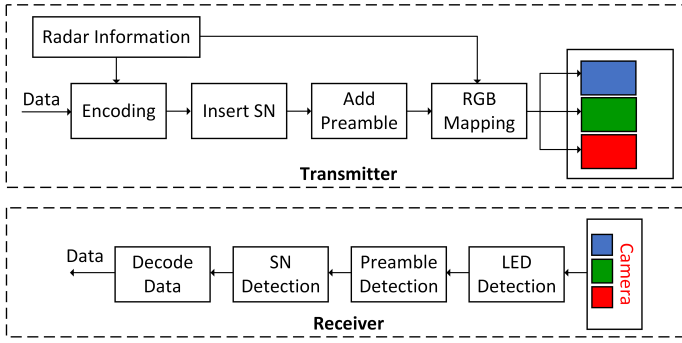 Radar Information
Data
Encoding
Insert SN
Add
Preamble
RGB
Mapping
Transmitter
Data
Decode
Data
SN
Detection
Preamble
Detection
LED
Detection
Camera
Receiver